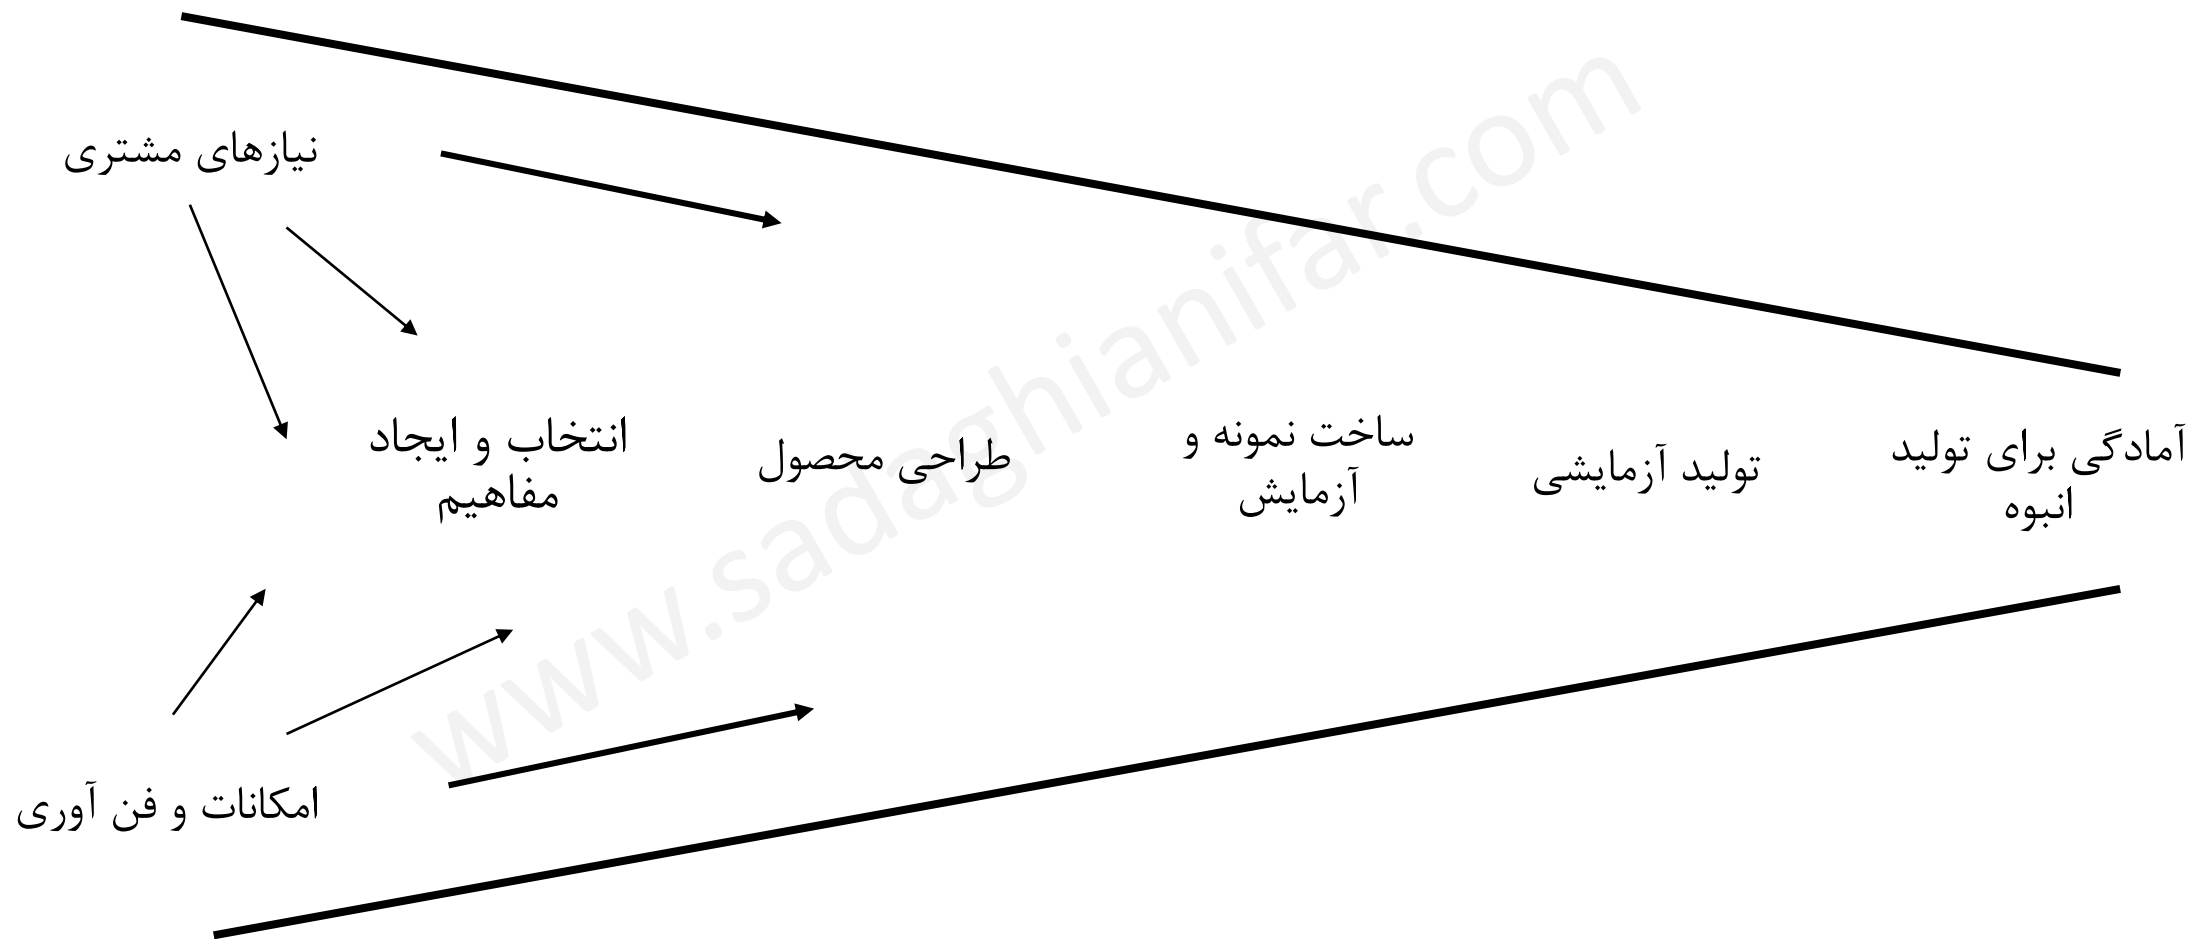 نیازهای مشتری
انتخاب و ایجاد
مفاهیم
طراحی محصول
ساخت نمونه و
آزمایش
تولید آزمایشی
آمادگی برای تولید
انبوه
امکانات و فن آوری
www.sadaghianifar.com